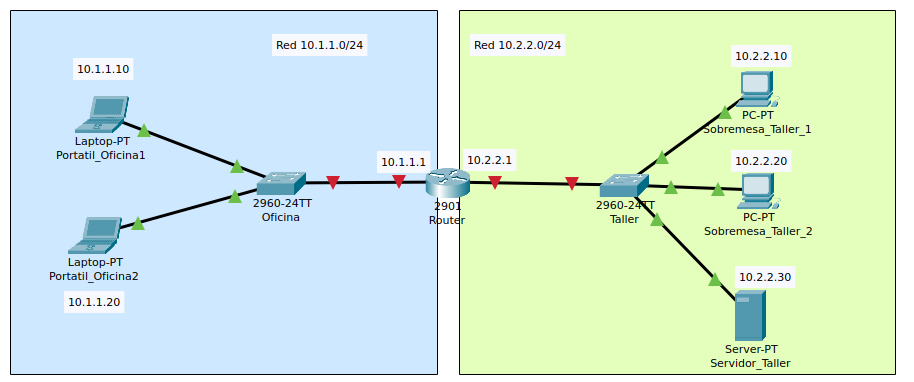 Red 10.1.1.0/24
10.1.1.10
Laptop-PT
Portatil_Oficina1
10.1.1.1
2960-24TT
Oficina
Laptop-PT
Portatil_Oficina2
10.1.1.20
2901
Router
Red 10.2.2.0/24
10.2.2.10
PC-PT
Sobremesa_Taller_1
10.2.2.1
10.2.2.20
2960-24TT
Taller
PC-PT
Sobremesa_Taller_2
10.2.2.30
Server-PT
Servidor_Taller